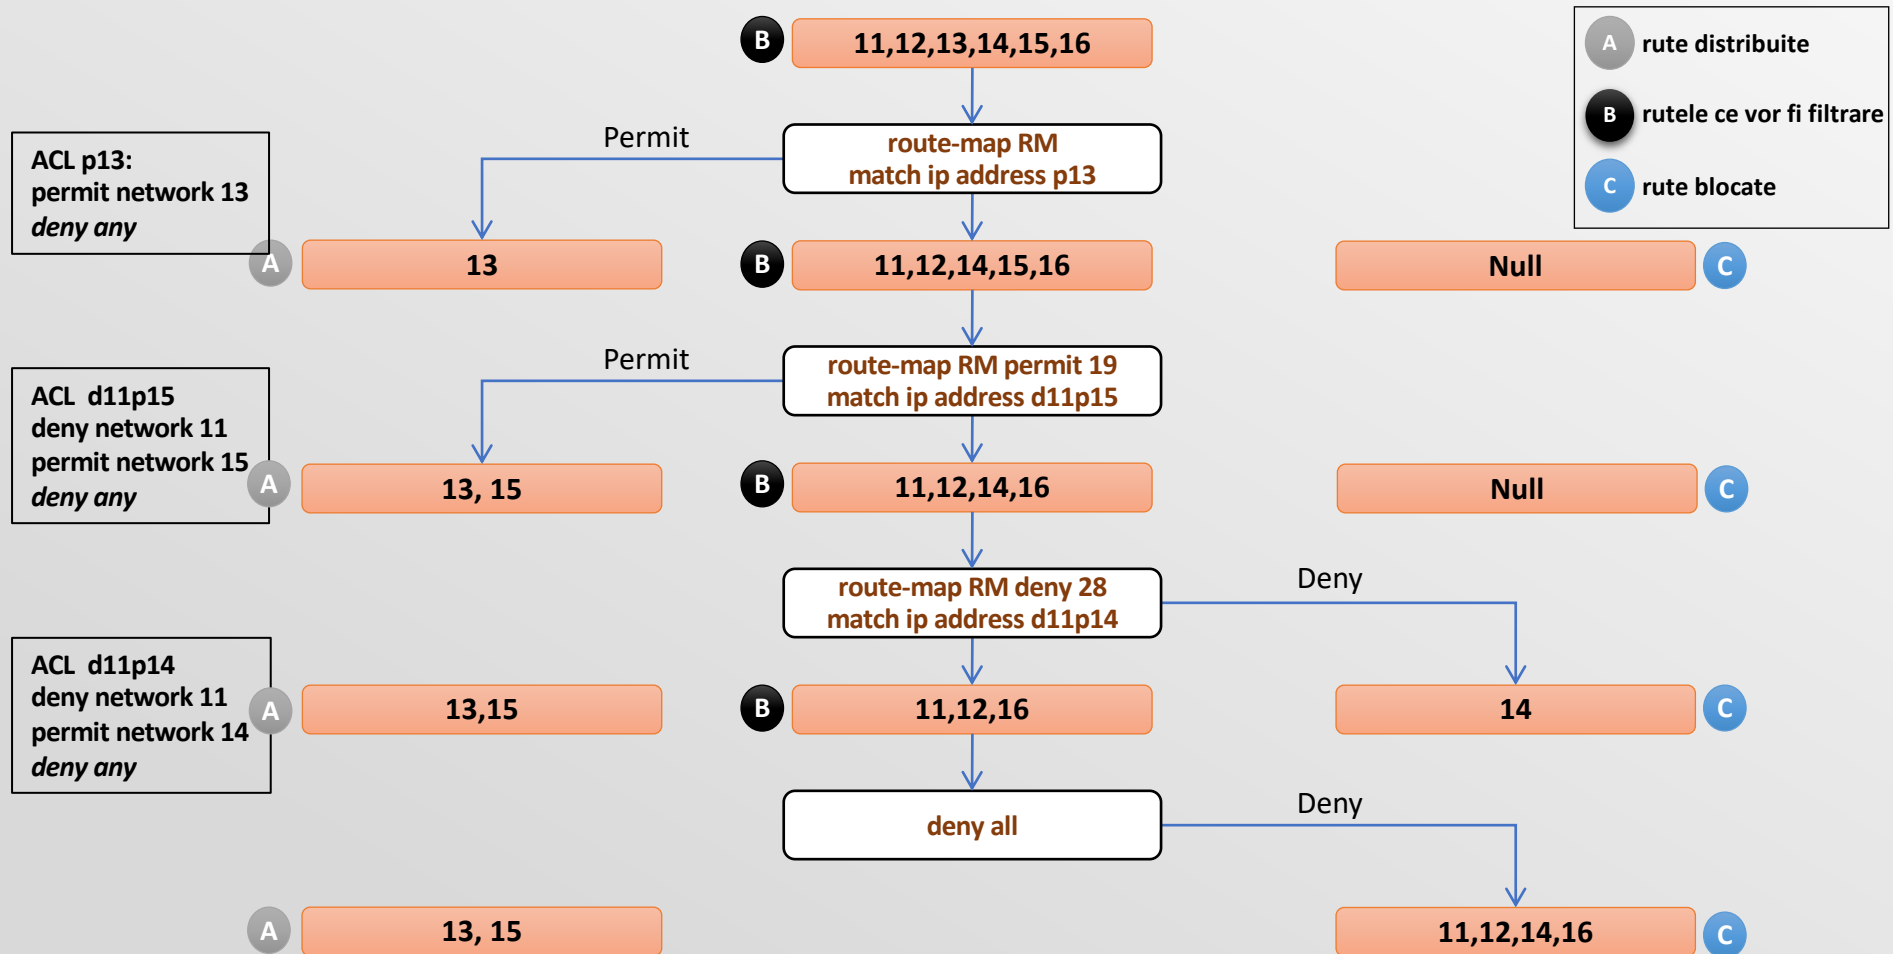 B
11,12,13,14,15,16
A
rute distribuite
B
rutele ce vor fi filtrare
C
rute blocate
Permit
route-map RM
match ip address p13
ACL p13:
permit network 13
deny any
A
13
B
11,12,14,15,16
Null
C
Permit
route-map RM permit 19
match ip address d11p15
ACL  d11p15
deny network 11
permit network 15
deny any
A
13, 15
B
11,12,14,16
Null
C
route-map RM deny 28
match ip address d11p14
Deny
ACL  d11p14
deny network 11
permit network 14
deny any
A
13,15
B
11,12,16
14
C
deny all
Deny
A
13, 15
11,12,14,16
C